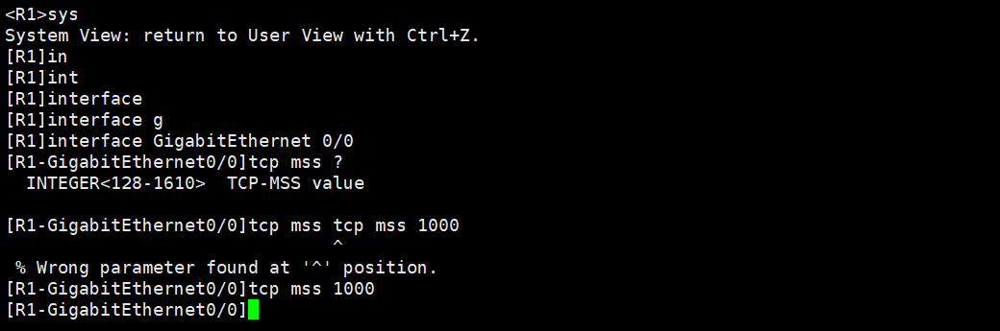 <R1>sys
System View: return to User View with Ctrl+Z.
[R1]in
[R1]int
[R1]interface
[R1]interface g
[R1]interface GigabitEthernet 0/0
[R1-GigabitEthernet0/0]tcp mss ?
  INTEGER<128-1610>  TCP-MSS value

[R1-GigabitEthernet0/0]tcp mss tcp mss 1000
                               ^
 % Wrong parameter found at '^' position.
[R1-GigabitEthernet0/0]tcp mss 1000
[R1-GigabitEthernet0/0]